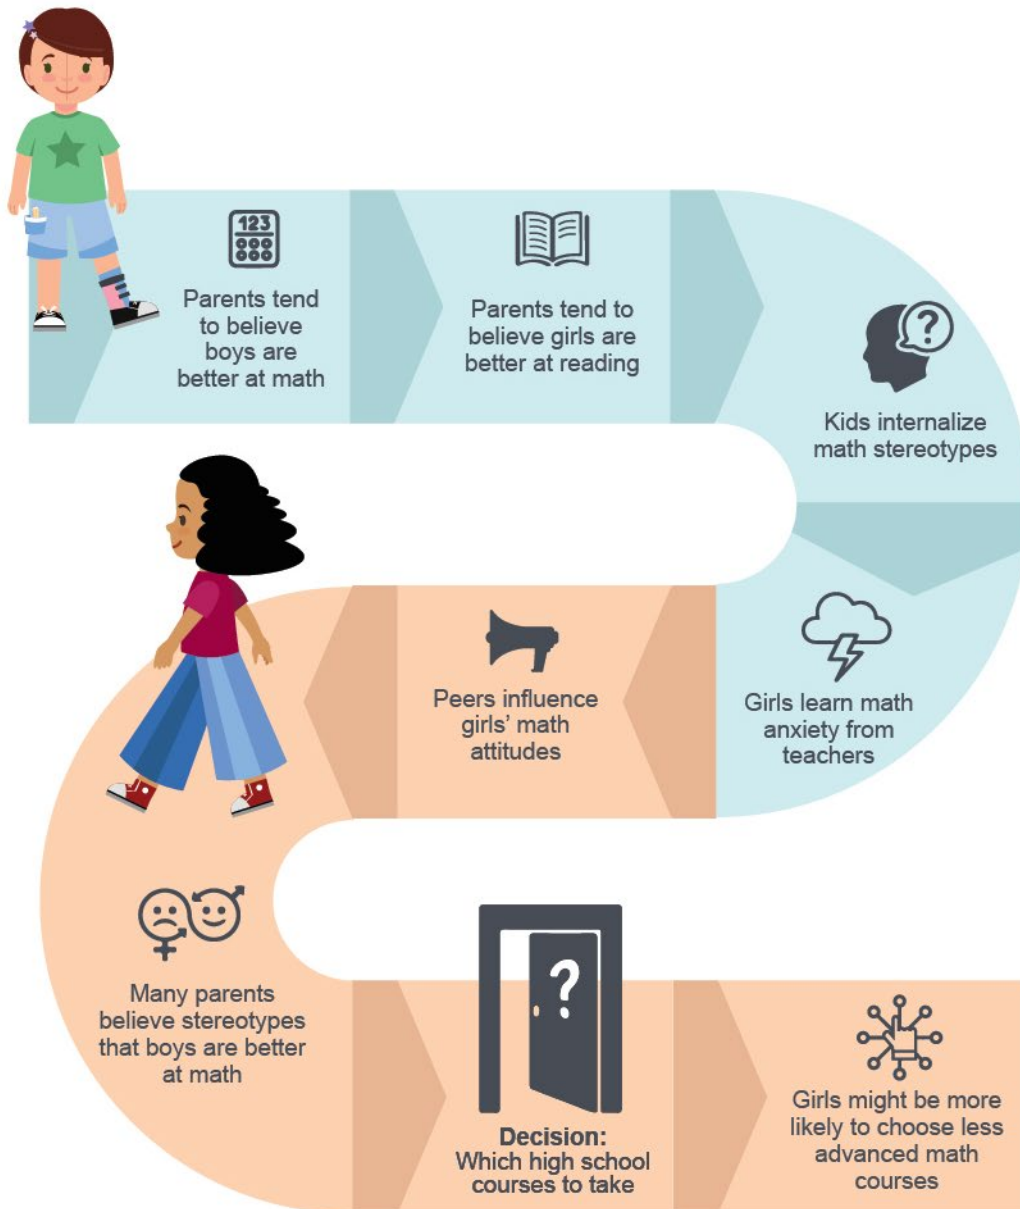 123
Parents tend
to believe
boys are
better at math
Parents tend to
believe girls are
better at reading
?
Kids internalize
math stereotypes
Girls learn math
anxiety from
teachers
Peers influence
girls’ math
attitudes
Many parents
believe stereotypes
that boys are better
at math
?
Decision:
Which high school
courses to take
Girls might be more
likely to choose less
advanced math
courses